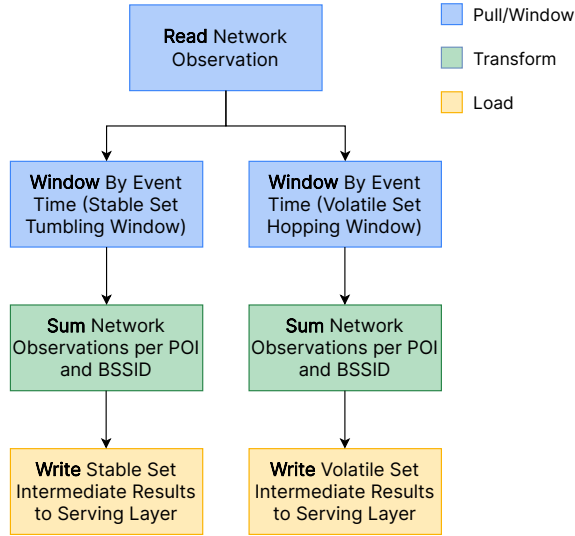 Read Network
Observation
Pull/Window
Transform
Load
Window By Event
Time (Stable Set
Tumbling Window)
Window By Event
Time (Volatile Set
Hopping Window)
Sum Network
Observations per POI
and BSSID
Sum Network
Observations per POI
and BSSID
Write Stable Set
Intermediate Results
to Serving Layer
Write Volatile Set
Intermediate Results
to Serving Layer